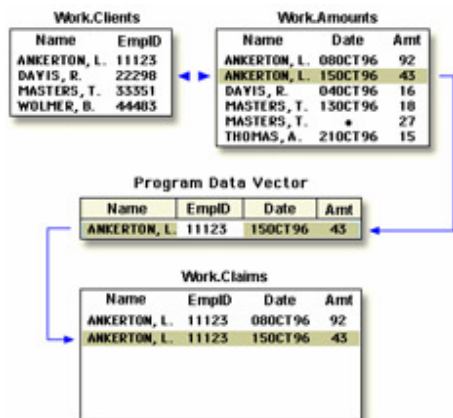 Work.Clients
Name EmpID
ANKERTON, L. 11123
DAVIS, R. 22298
MASTERS, T. 33351
WOLMER, B. 44483
Work.Amounts
Name Date Amt
ANKERTON, L. 08OCT96 92
ANKERTON, L. 15OCT96 43
DAVIS, R. 04OCT96 16
MASTERS, T. 13OCT96 18
MASTERS, T. • 27
THOMAS, A. 21OCT96 15
Program Data Vector
Name EmpID Date Amt
ANKERTON, L. 11123 15OCT96 43
Work.Claims
Name EmpID Date Amt
ANKERTON, L. 11123 08OCT96 92
ANKERTON, L. 11123 15OCT96 43